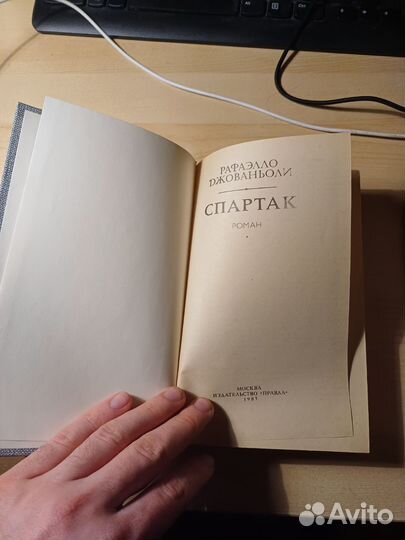 РАФАЭЛЛО
ДЖОВАНЬОЛИ
СПАРТАК
РОМАН
МОСКВА
ИЗДАТЕЛЬСТВО «ПРАВДА»
1987
Avito